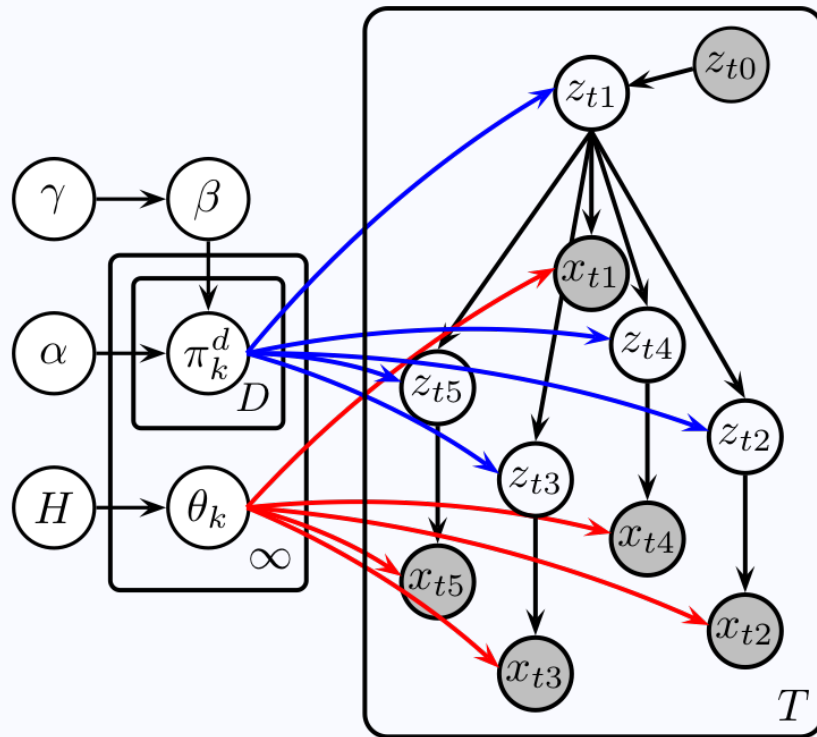 z_{t0}
z_{t1}
γ
β
x_{t1}
α
π_k^d
z_{t4}
z_{t5}
D
z_{t2}
z_{t3}
H
θ_k
x_{t4}
∞
x_{t5}
x_{t2}
x_{t3}
T